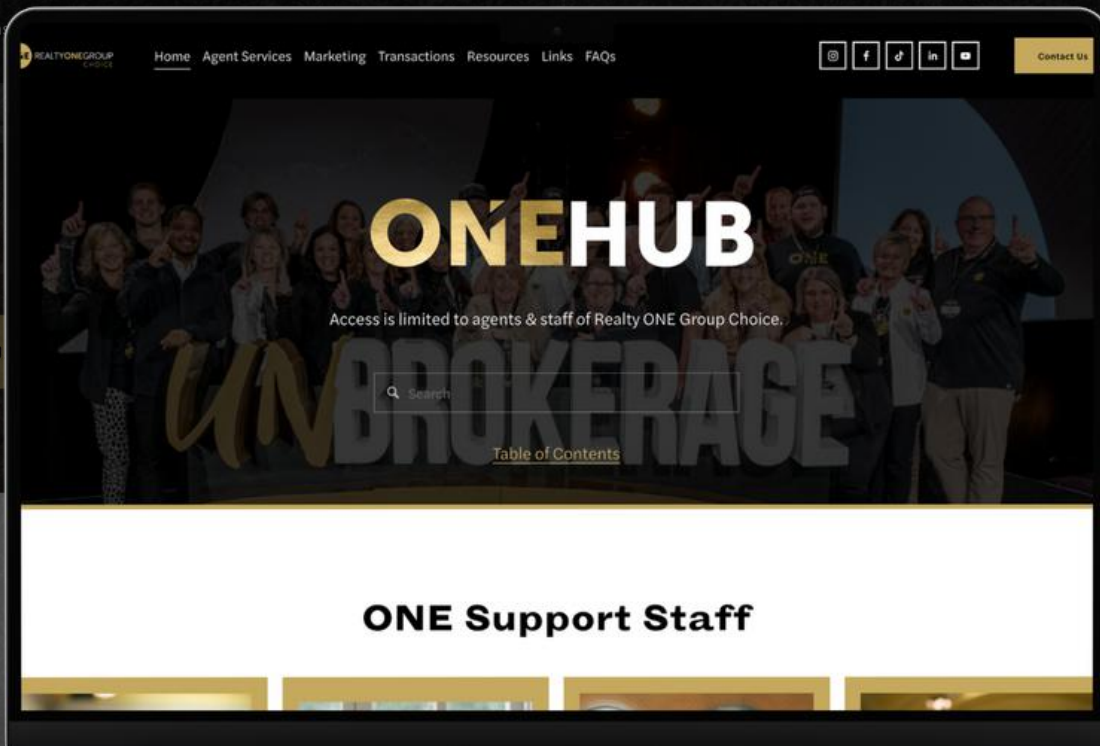 REALTYONEGROUP
CHOICE
Home Agent Services Marketing Transactions Resources Links FAQs
Contact Us
ONEHUB
Access is limited to agents & staff of Realty ONE Group Choice.
ONE
UNBROKERAGE
Search
Table of Contents
ONE Support Staff